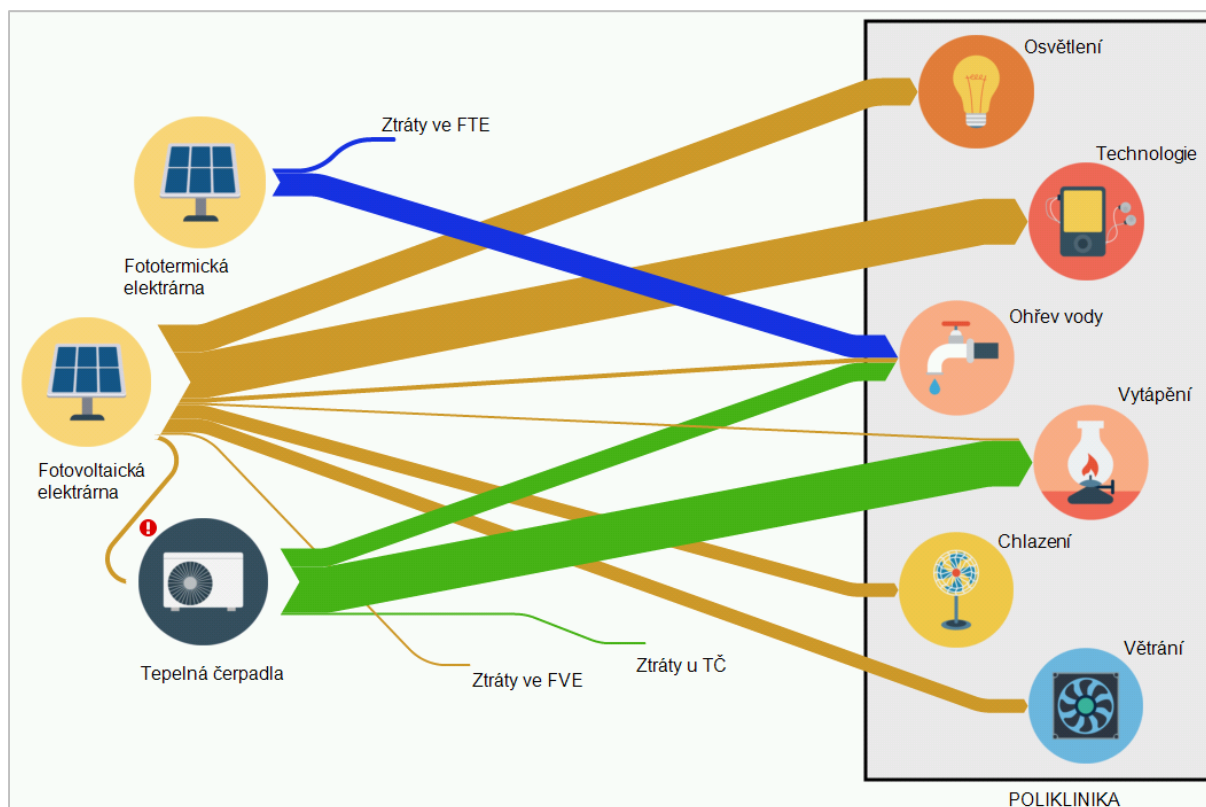 Osvětlení
Ztráty ve FTE
Technologie
Fototermická
elektrárna
Ohřev vody
Vytápění
Fotovoltaická
elektrárna
Chlazení
Tepelná čerpadla
Ztráty ve FVE
Ztráty u TČ
Větrání
POLIKLINIKA